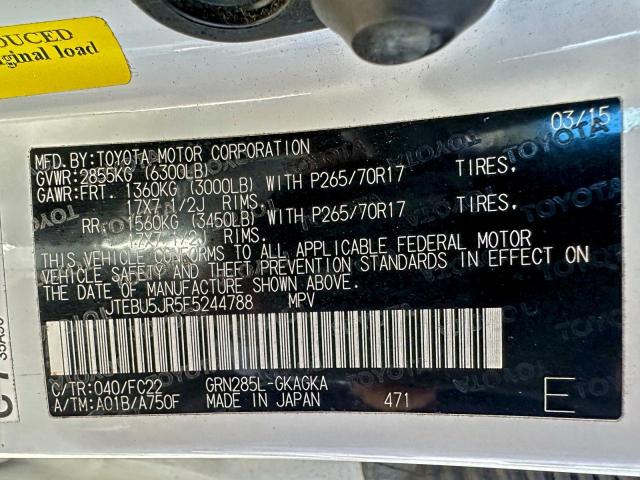 DUCED
ginal load
03/15
MFD. BY: TOYOTA MOTOR CORPORATION
GVWR: 2855KG (6300LB)
GAWR: FRT. 1360KG (3000LB) WITH P265/70R17 TIRES,
17X7 1/2J RIMS.
RR. 1560KG (3450LB) WITH P265/70R17 TIRES,
17X7 1/2J RIMS.
THIS VEHICLE CONFORMS TO ALL APPLICABLE FEDERAL MOTOR
VEHICLE SAFETY AND THEFT PREVENTION STANDARDS IN EFFECT ON
THE DATE OF MANUFACTURE SHOWN ABOVE.
JTEBU5JR5F5244788 MPV
C/TR: 040/FC22 GRN285L-GKAGKA
A/TM: A01B/A750F MADE IN JAPAN 471 E